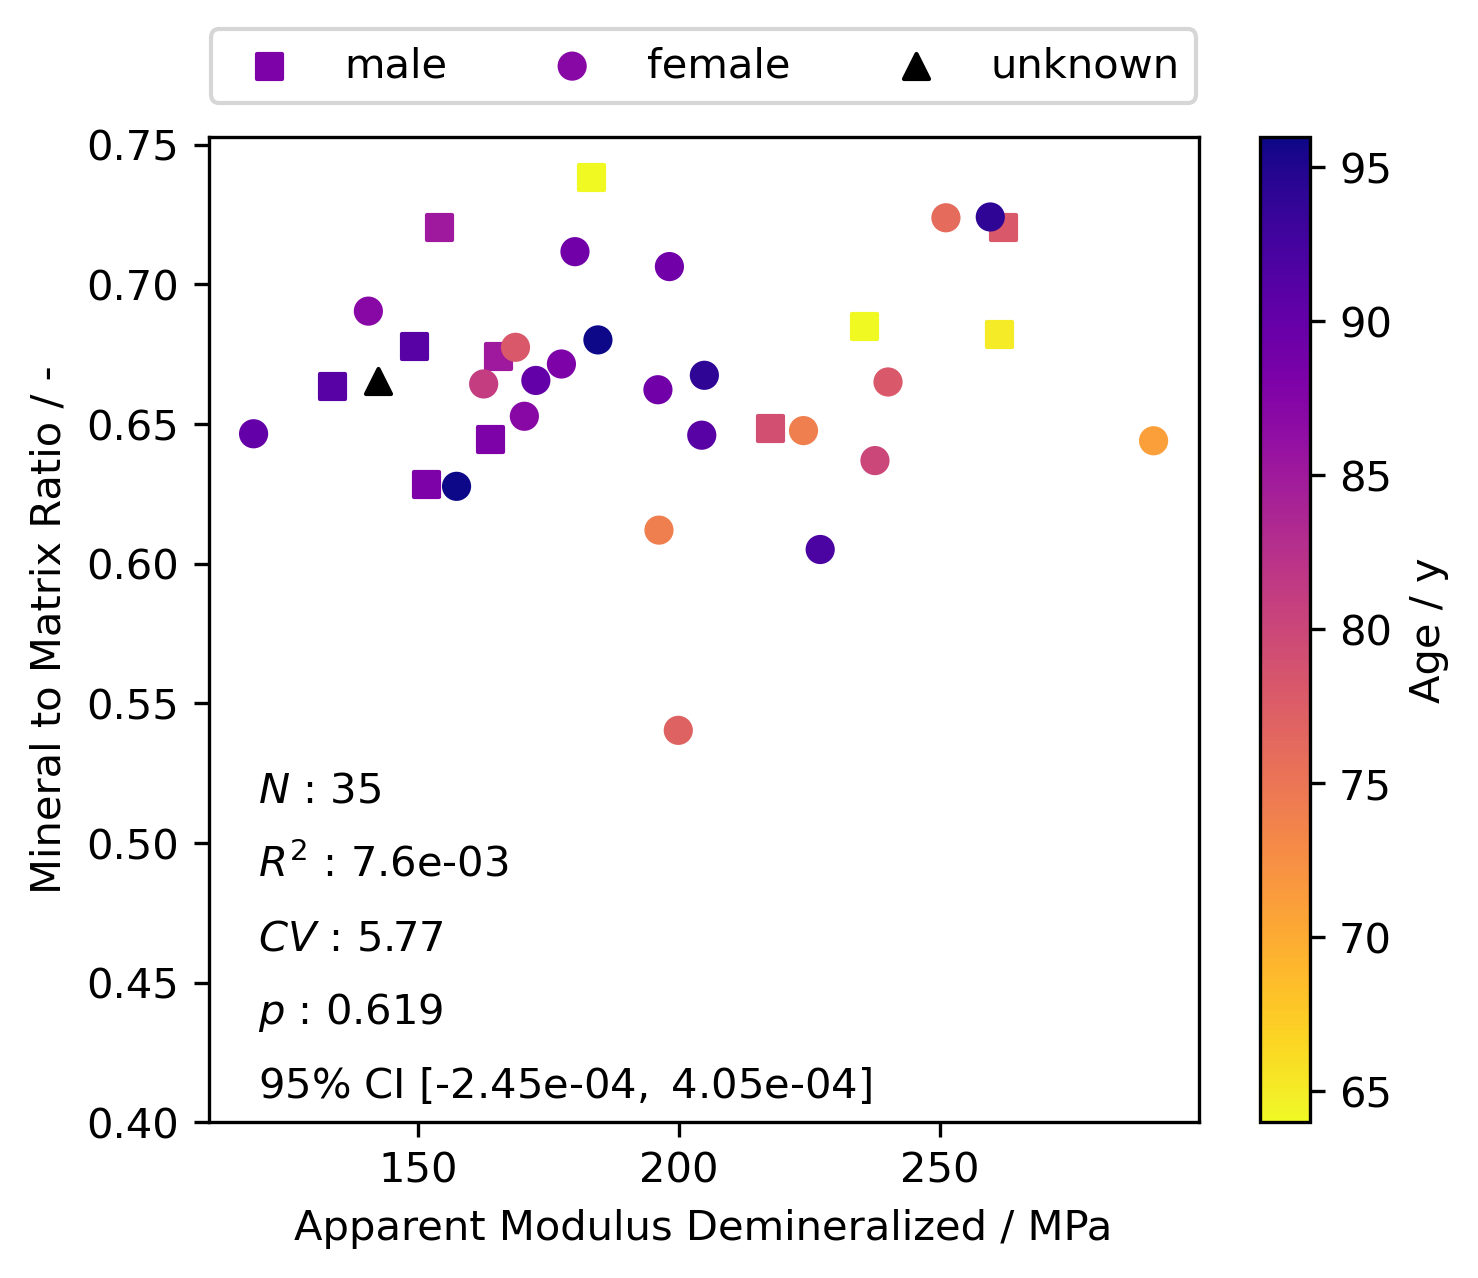 male female unknown
0.75
0.70
0.65
0.60
0.55
0.50
0.45
0.40
Mineral to Matrix Ratio / -
N : 35
R² : 7.6e-03
CV : 5.77
p : 0.619
95% CI [-2.45e-04, 4.05e-04]
150 200 250
Apparent Modulus Demineralized / MPa
95
90
85
80
75
70
65
Age / y